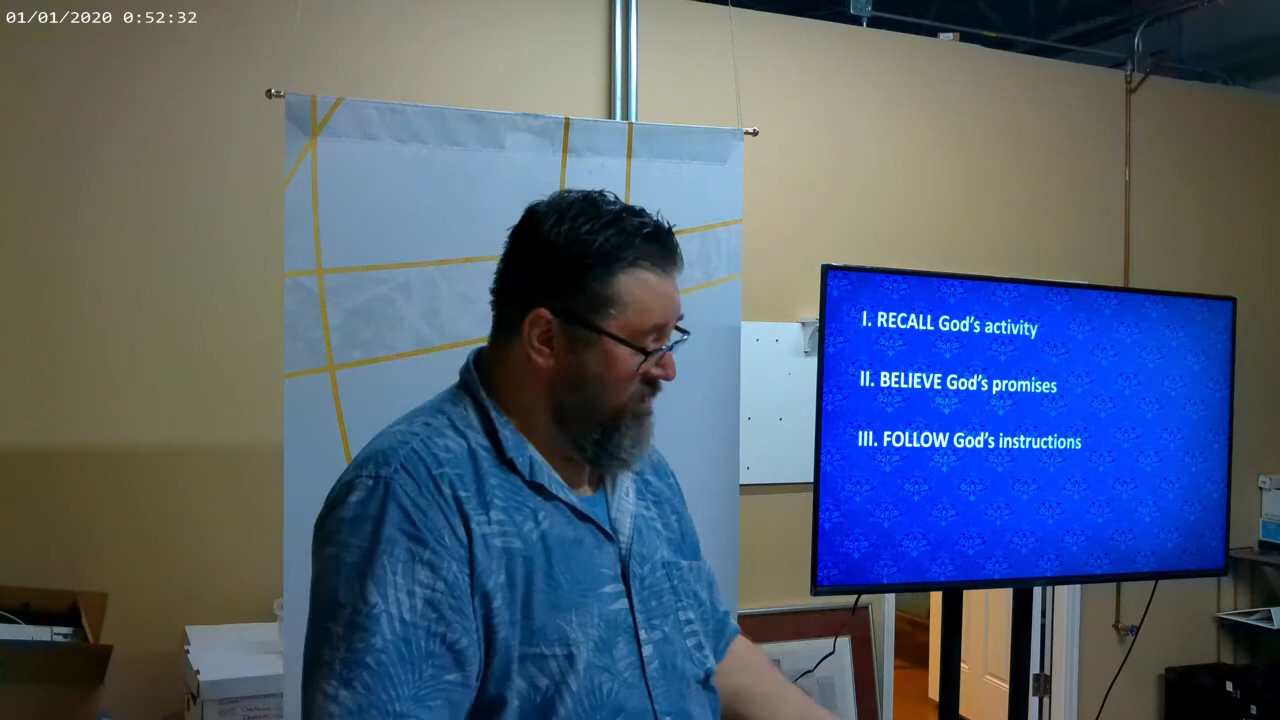 01/01/2020 0:52:32
I. RECALL God's activity
II. BELIEVE God's promises
III. FOLLOW God's instructions